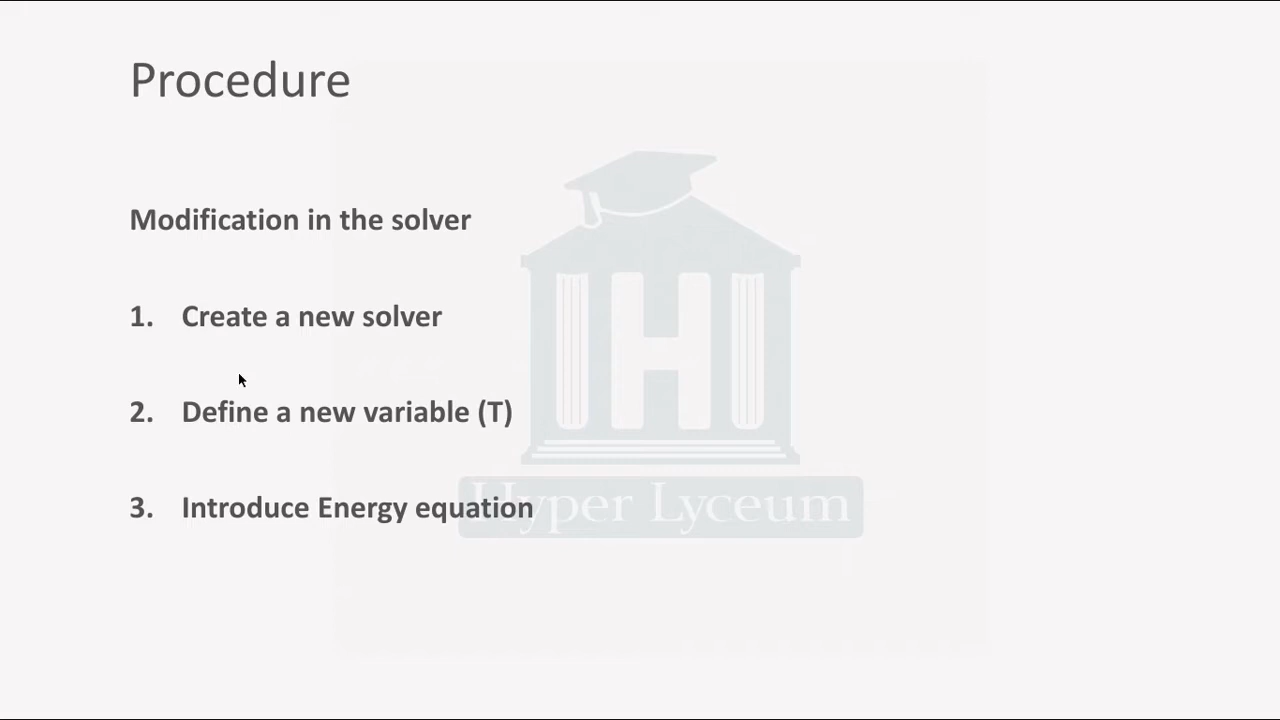 Procedure
Modification in the solver
1. Create a new solver
2. Define a new variable (T)
3. Introduce Energy equation
H
Hyper Lyceum